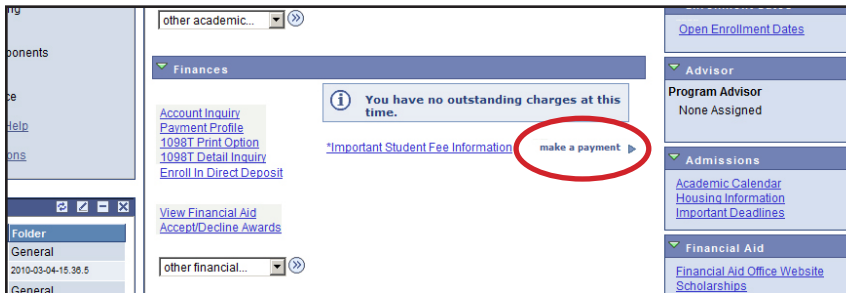 ponents
Help
ons
Folder
General
2010-03-04-15.36.5
General
other academic...
Finances
You have no outstanding charges at this
time.
Account Inquiry
Payment Profile
1098T Print Option
1098T Detail Inquiry
Enroll In Direct Deposit
*Important Student Fee Information
make a payment
View Financial Aid
Accept/Decline Awards
other financial...
Open Enrollment Dates
Advisor
Program Advisor
None Assigned
Admissions
Academic Calendar
Housing Information
Important Deadlines
Financial Aid
Financial Aid Office Website
Scholarships